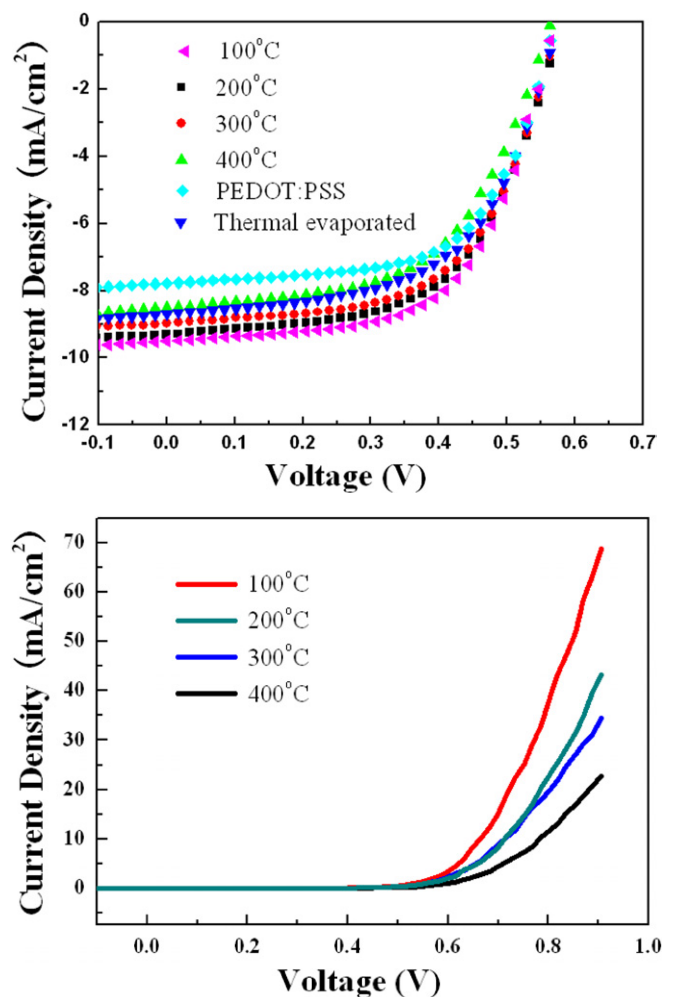 0
-2
-4
-6
-8
-10
-12
Current Density (mA/cm²)
100°C
200°C
300°C
400°C
PEDOT:PSS
Thermal evaporated
-0.1 0.0 0.1 0.2 0.3 0.4 0.5 0.6 0.7
Voltage (V)
70
60
50
40
30
20
10
0
Current Density (mA/cm²)
100°C
200°C
300°C
400°C
0.0 0.2 0.4 0.6 0.8 1.0
Voltage (V)